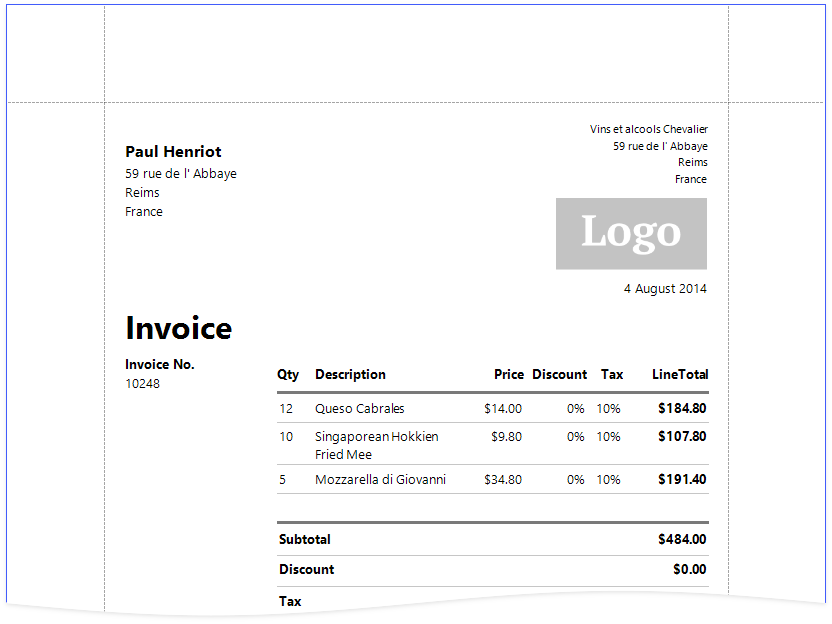 Vins et alcools Chevalier
59 rue de l' Abbaye
Reims
France
Paul Henriot
59 rue de l' Abbaye
Reims
France
Logo
4 August 2014
Invoice
Invoice No.
10248
Qty Description Price Discount Tax LineTotal
12 Queso Cabrales $14.00 0% 10% $184.80
10 Singaporean Hokkien $9.80 0% 10% $107.80
Fried Mee
5 Mozzarella di Giovanni $34.80 0% 10% $191.40
Subtotal $484.00
Discount $0.00
Tax